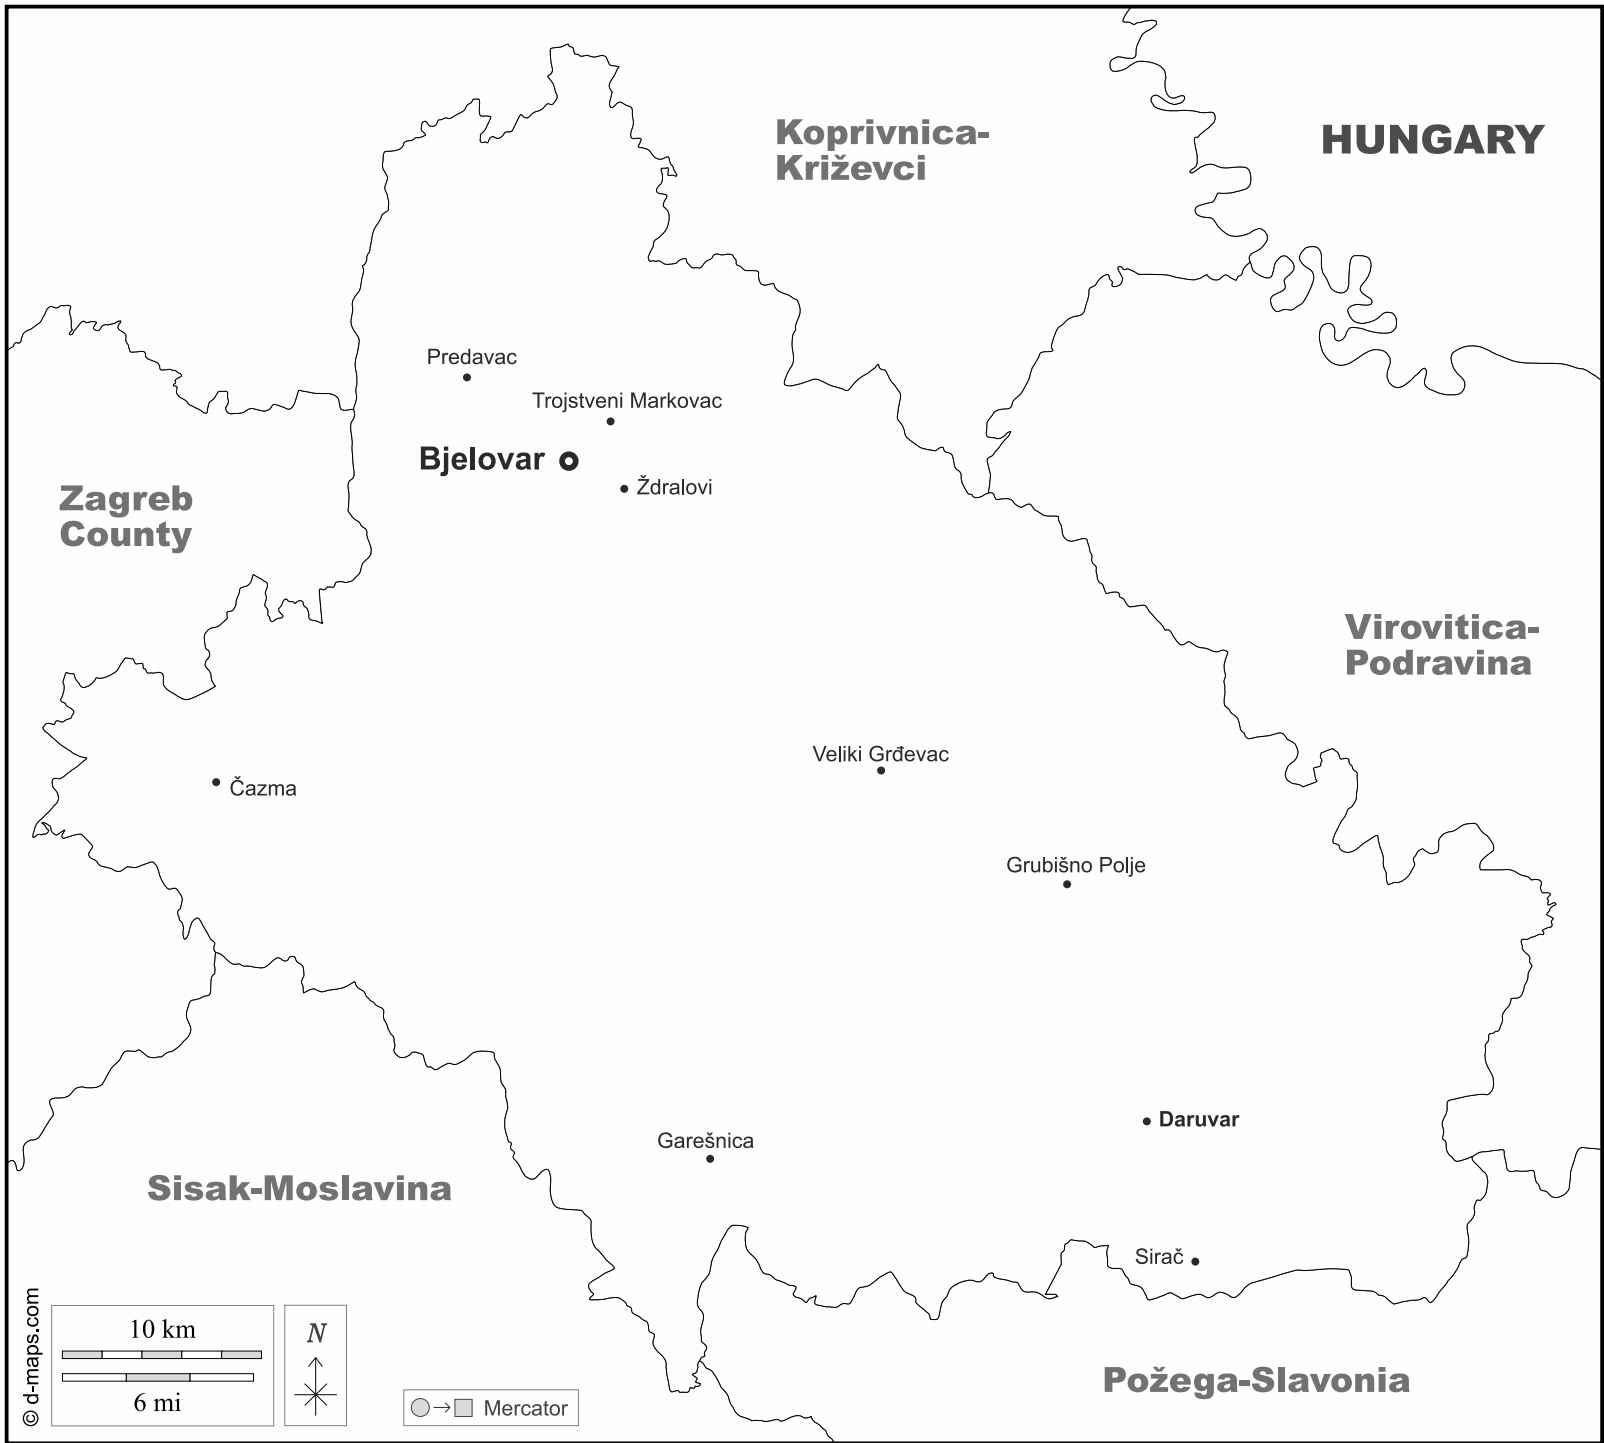 Koprivnica-
Križevci
HUNGARY
Predavac
Trojstveni Markovac
Bjelovar
Ždralovi
Zagreb
County
Virovitica-
Podravina
Veliki Grđevac
Čazma
Grubišno Polje
Daruvar
Garešnica
Sisak-Moslavina
Sirač
Požega-Slavonia
10 km
6 mi
N
Mercator
© d-maps.com